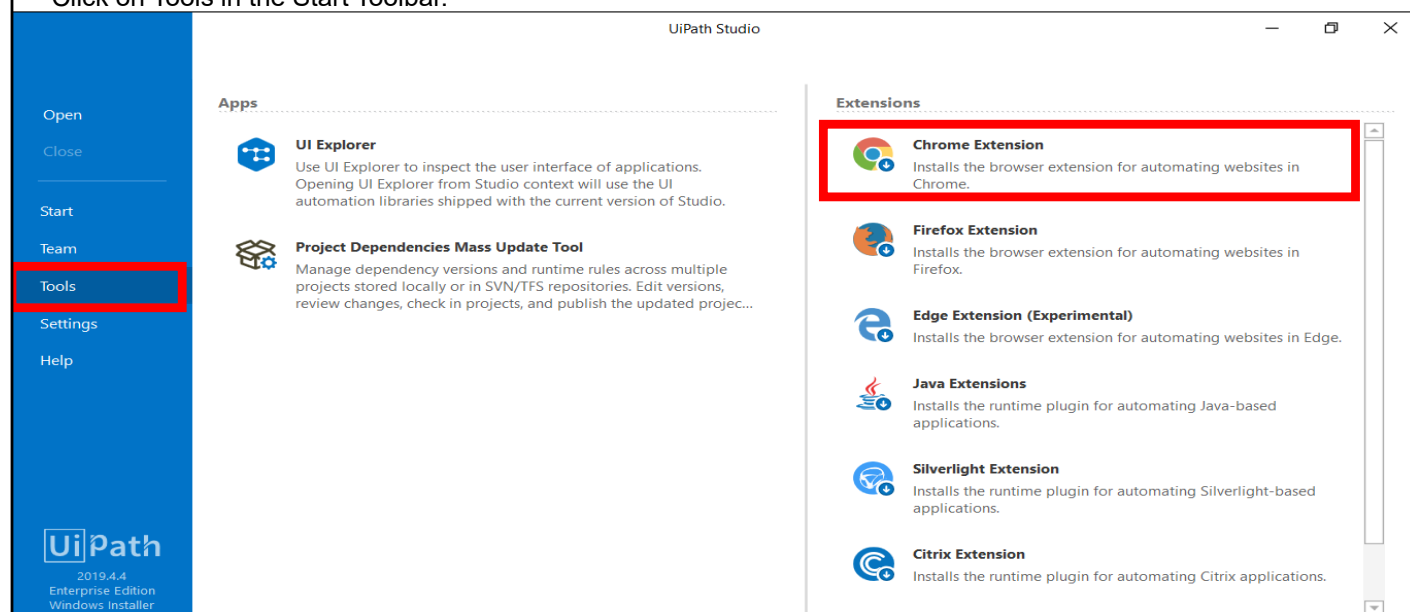 Click on Tools in the Start Toolbar.
UiPath Studio
Open
Close
Start
Team
Tools
Settings
Help
UiPath
2019.4.4
Enterprise Edition
Windows Installer
Apps
UI Explorer
Use UI Explorer to inspect the user interface of applications.
Opening UI Explorer from Studio context will use the UI
automation libraries shipped with the current version of Studio.
Project Dependencies Mass Update Tool
Manage dependency versions and runtime rules across multiple
projects stored locally or in SVN/TFS repositories. Edit versions,
review changes, check in projects, and publish the updated projec...
Extensions
Chrome Extension
Installs the browser extension for automating websites in
Chrome.
Firefox Extension
Installs the browser extension for automating websites in
Firefox.
Edge Extension (Experimental)
Installs the browser extension for automating websites in Edge.
Java Extensions
Installs the runtime plugin for automating Java-based
applications.
Silverlight Extension
Installs the runtime plugin for automating Silverlight-based
applications.
Citrix Extension
Installs the runtime plugin for automating Citrix applications.